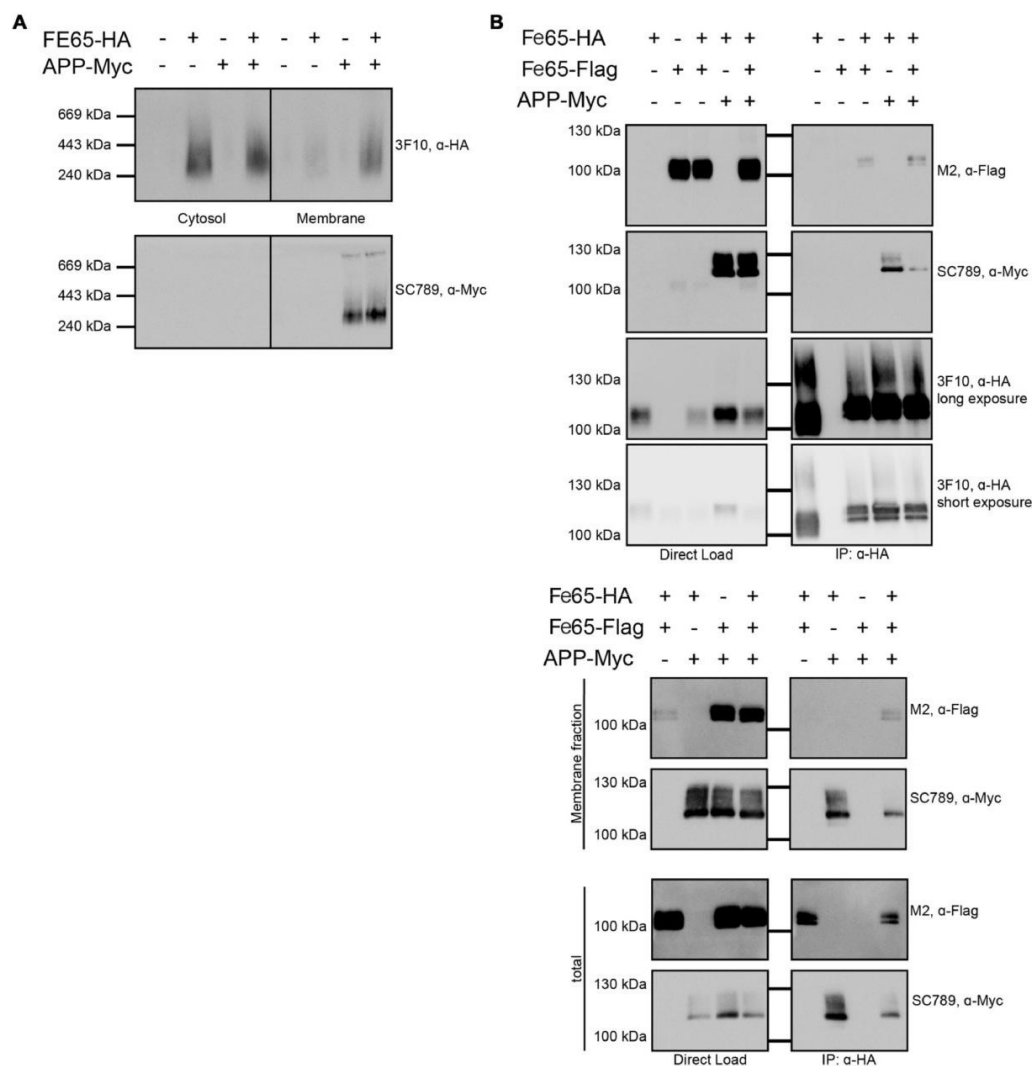 A
FE65-HA - + - + - + - +
APP-Myc - - + + - - + +
669 kDa
443 kDa
240 kDa
3F10, α-HA
Cytosol Membrane
669 kDa
443 kDa
240 kDa
SC789, α-Myc
B
Fe65-HA + - + + + + - + + +
Fe65-Flag - + + - + - + + - +
APP-Myc - - - + + - - - + +
130 kDa
100 kDa
M2, α-Flag
130 kDa
100 kDa
SC789, α-Myc
130 kDa
100 kDa
3F10, α-HA
long exposure
130 kDa
100 kDa
3F10, α-HA
short exposure
Direct Load IP: α-HA
Fe65-HA + + - + + + - +
Fe65-Flag + - + + + - + +
APP-Myc - + + + - + + +
Membrane fraction
100 kDa
M2, α-Flag
130 kDa
100 kDa
SC789, α-Myc
total
100 kDa
M2, α-Flag
130 kDa
100 kDa
SC789, α-Myc
Direct Load IP: α-HA